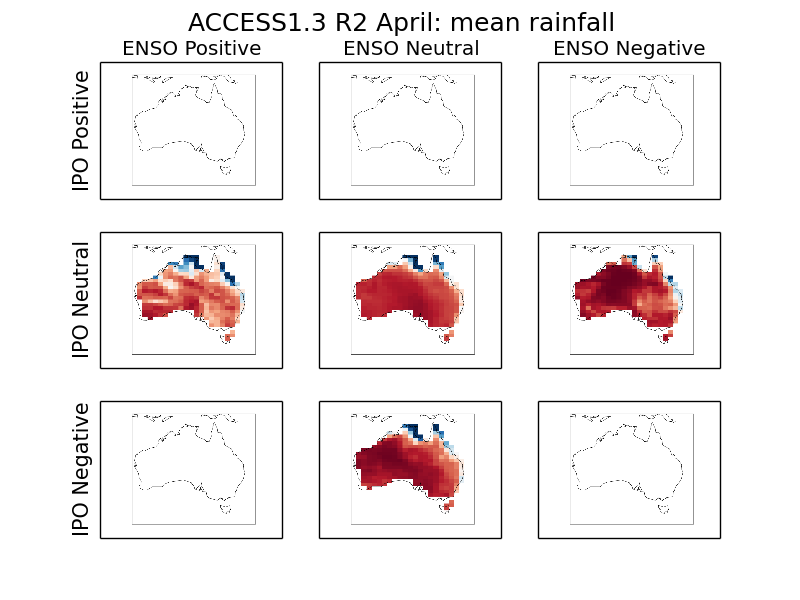 ACCESS1.3 R2 April: mean rainfall
ENSO Positive
ENSO Neutral
ENSO Negative
IPO Positive
IPO Neutral
IPO Negative